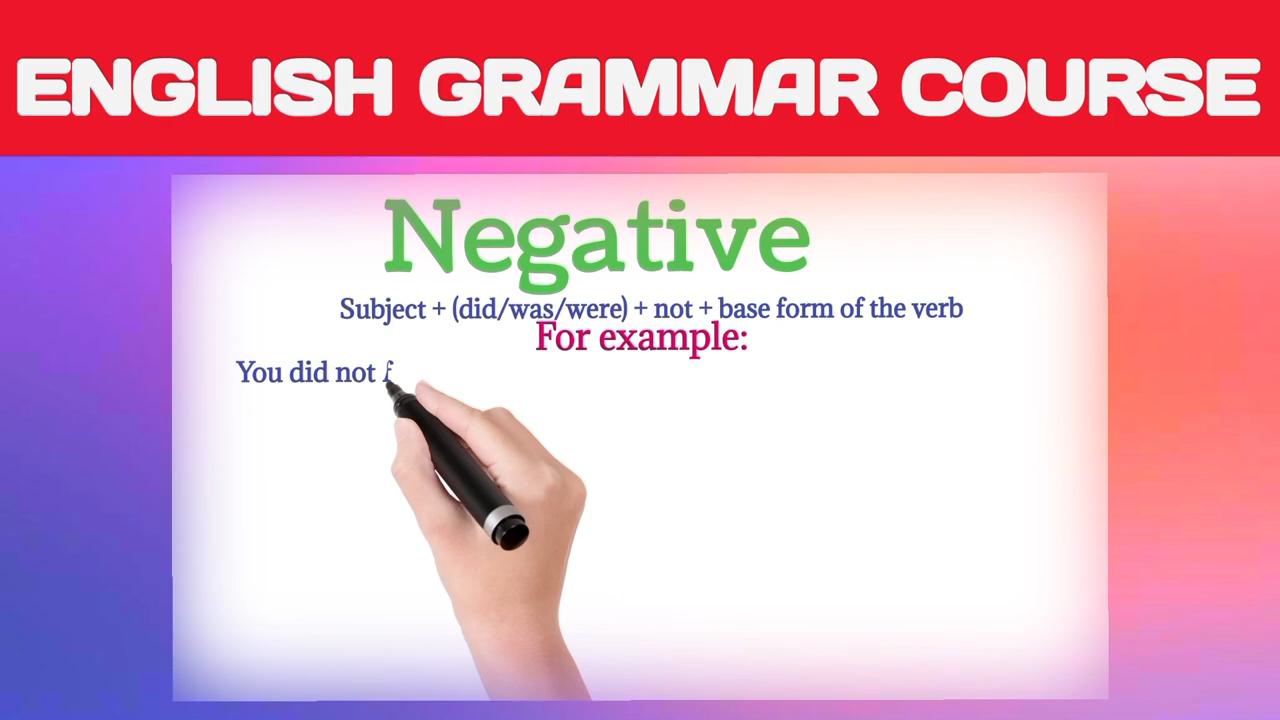 ENGLISH GRAMMAR COURSE
Negative
Subject + (did/was/were) + not + base form of the verb
For example:
You did not f